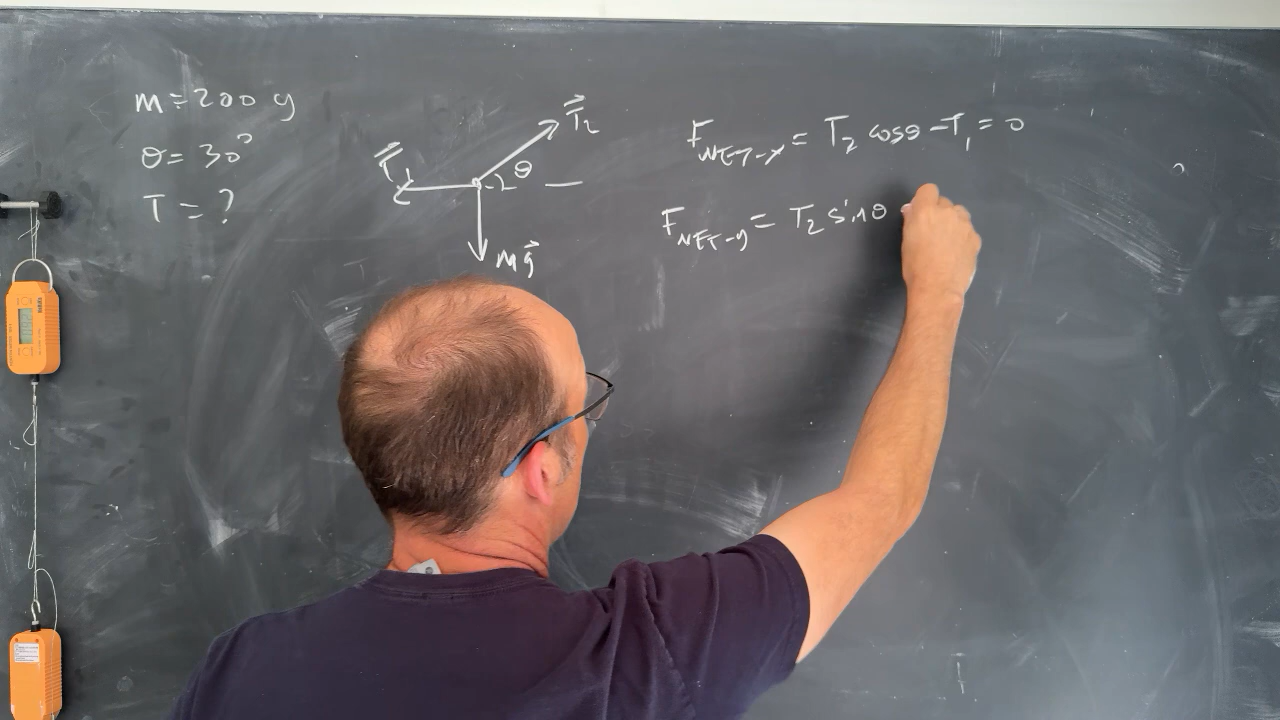 m = 200 g
θ = 30°
T = ?
T₁
T₂
θ
mg
F_NET-x = T₂ cosθ - T₁ = 0
F_NET-y = T₂ sinθ